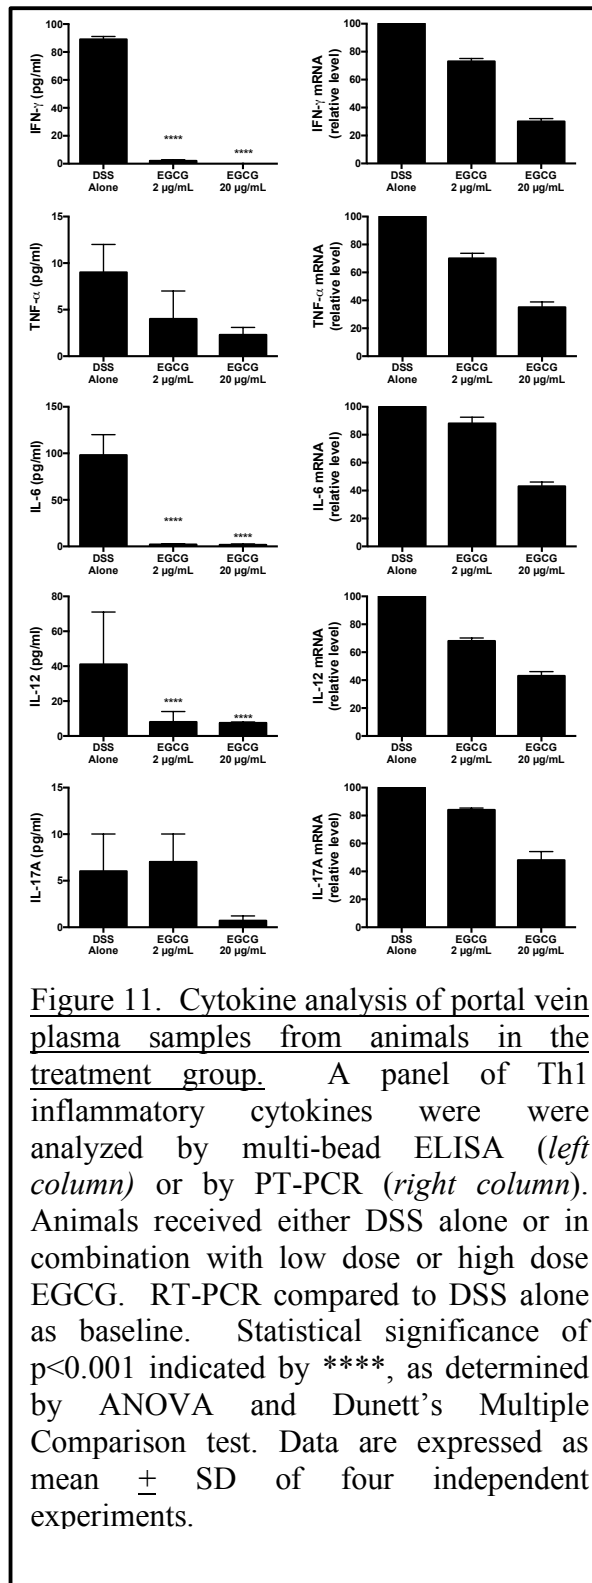 100
80
60
40
20
0
IFN-γ (pg/ml)
****
****
DSS
Alone
EGCG
2 µg/mL
EGCG
20 µg/mL
100
80
60
40
20
0
IFN-γ mRNA
(relative level)
DSS
Alone
EGCG
2 µg/mL
EGCG
20 µg/mL
15
10
5
0
TNF-α (pg/ml)
DSS
Alone
EGCG
2 µg/mL
EGCG
20 µg/mL
100
80
60
40
20
0
TNF-α mRNA
(relative level)
DSS
Alone
EGCG
2 µg/mL
EGCG
20 µg/mL
150
100
50
0
IL-6 (pg/ml)
****
****
DSS
Alone
EGCG
2 µg/mL
EGCG
20 µg/mL
100
80
60
40
20
0
IL-6 mRNA
(relative level)
DSS
Alone
EGCG
2 µg/mL
EGCG
20 µg/mL
80
60
40
20
0
IL-12 (pg/ml)
****
****
DSS
Alone
EGCG
2 µg/mL
EGCG
20 µg/mL
100
80
60
40
20
0
IL-12 mRNA
(relative level)
DSS
Alone
EGCG
2 µg/mL
EGCG
20 µg/mL
15
10
5
0
IL-17A (pg/ml)
DSS
Alone
EGCG
2 µg/mL
EGCG
20 µg/mL
100
80
60
40
20
0
IL-17A mRNA
(relative level)
DSS
Alone
EGCG
2 µg/mL
EGCG
20 µg/mL
Figure 11. Cytokine analysis of portal vein
plasma samples from animals in the
treatment group. A panel of Th1
inflammatory cytokines were were
analyzed by multi-bead ELISA (left
column) or by PT-PCR (right column).
Animals received either DSS alone or in
combination with low dose or high dose
EGCG. RT-PCR compared to DSS alone
as baseline. Statistical significance of
p<0.001 indicated by ****, as determined
by ANOVA and Dunett's Multiple
Comparison test. Data are expressed as
mean ± SD of four independent
experiments.